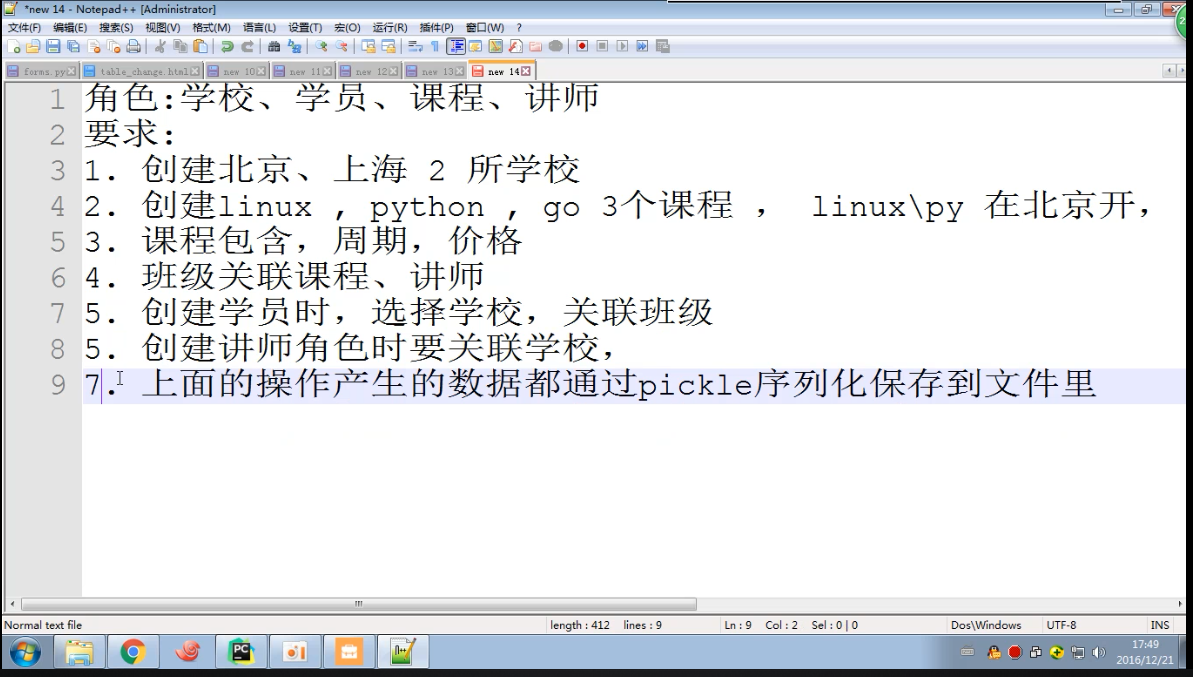 *new 14 - Notepad++ [Administrator]
文件(F) 编辑(E) 搜索(S) 视图(V) 格式(M) 语言(L) 设置(T) 宏(O) 运行(R) 插件(P) 窗口(W) ?
forms.py table_change.html new 10 new 11 new 12 new 13 new 14
1 角色:学校、学员、课程、讲师
2 要求:
3 1. 创建北京、上海 2 所学校
4 2. 创建linux , python , go 3个课程 ， linux\py 在北京开，
5 3. 课程包含，周期，价格
6 4. 班级关联课程、讲师
7 5. 创建学员时，选择学校，关联班级
8 5. 创建讲师角色时要关联学校，
9 7. 上面的操作产生的数据都通过pickle序列化保存到文件里
Normal text file length : 412 lines : 9 Ln : 9 Col : 2 Sel : 0 | 0 Dos\Windows UTF-8 INS
17:49
2016/12/21